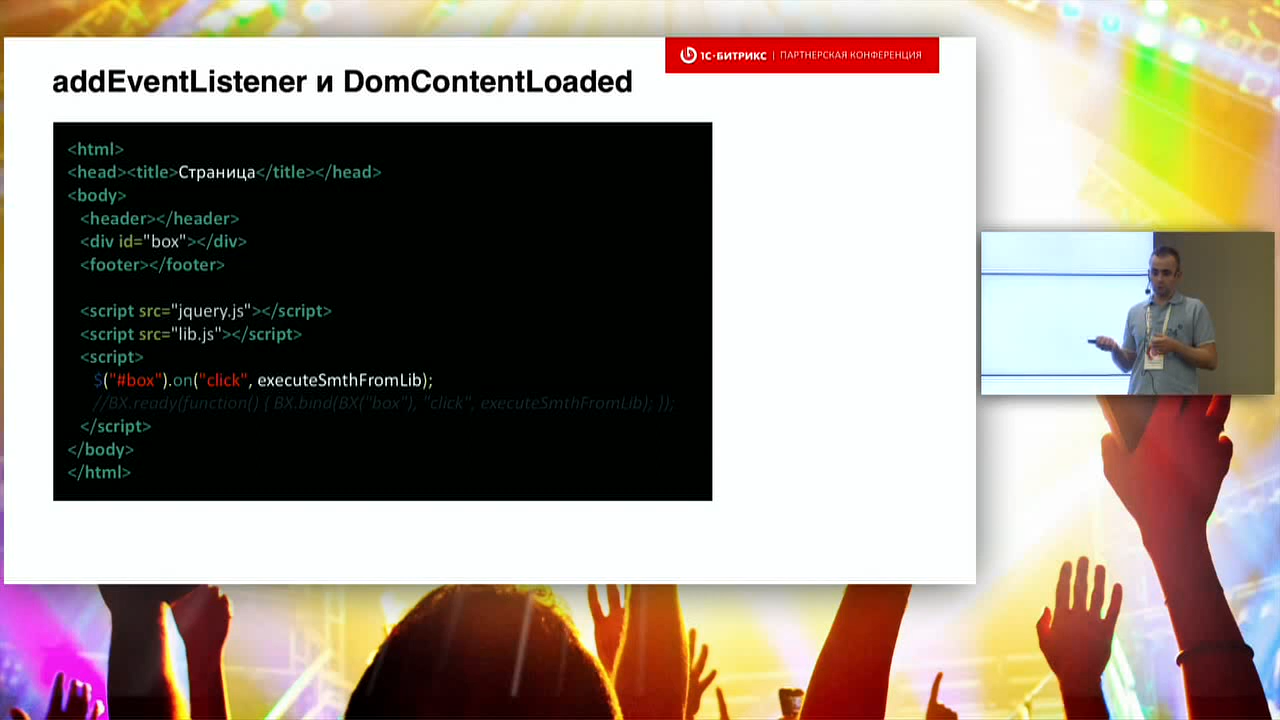 1С-БИТРИКС | ПАРТНЕРСКАЯ КОНФЕРЕНЦИЯ
addEventListener и DomContentLoaded
<html>
<head><title>Страница</title></head>
<body>
<header></header>
<div id="box"></div>
<footer></footer>
<script src="jquery.js"></script>
<script src="lib.js"></script>
<script>
$("#box").on("click", executeSmthFromLib);
//BX.ready(function() { BX.bind(BX("box"), "click", executeSmthFromLib); });
</script>
</body>
</html>